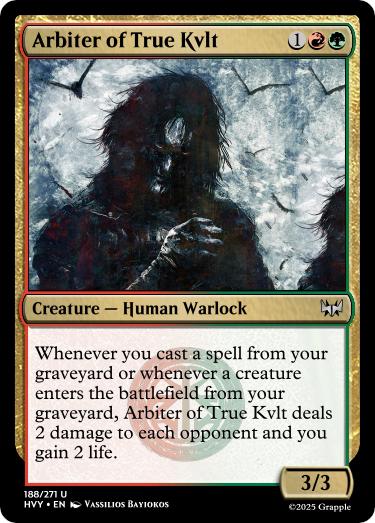 Arbiter of True Kvlt 1
Creature — Human Warlock
Whenever you cast a spell from your
graveyard or whenever a creature
enters the battlefield from your
graveyard, Arbiter of True Kvlt deals
2 damage to each opponent and you
gain 2 life.
3/3
188/271 U
HVY • EN Vassilios Bayiokos
©2025 Grapple